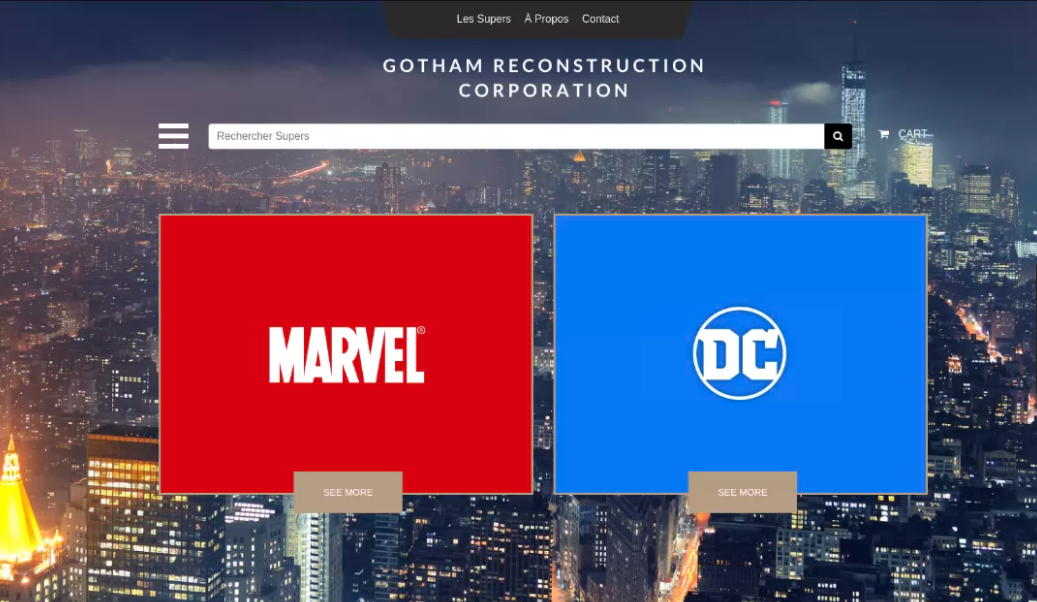 Les Supers À Propos Contact
GOTHAM RECONSTRUCTION
CORPORATION
Rechercher Supers
CART
MARVEL®
DC
SEE MORE
SEE MORE